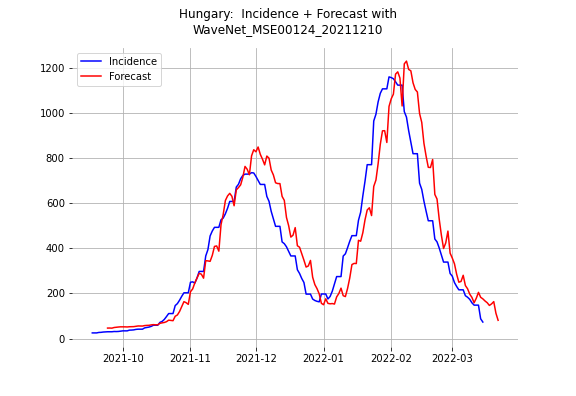 Hungary:  Incidence + Forecast with
WaveNet_MSE00124_20211210
Incidence
Forecast
1200
1000
800
600
400
200
0
2021-10 2021-11 2021-12 2022-01 2022-02 2022-03